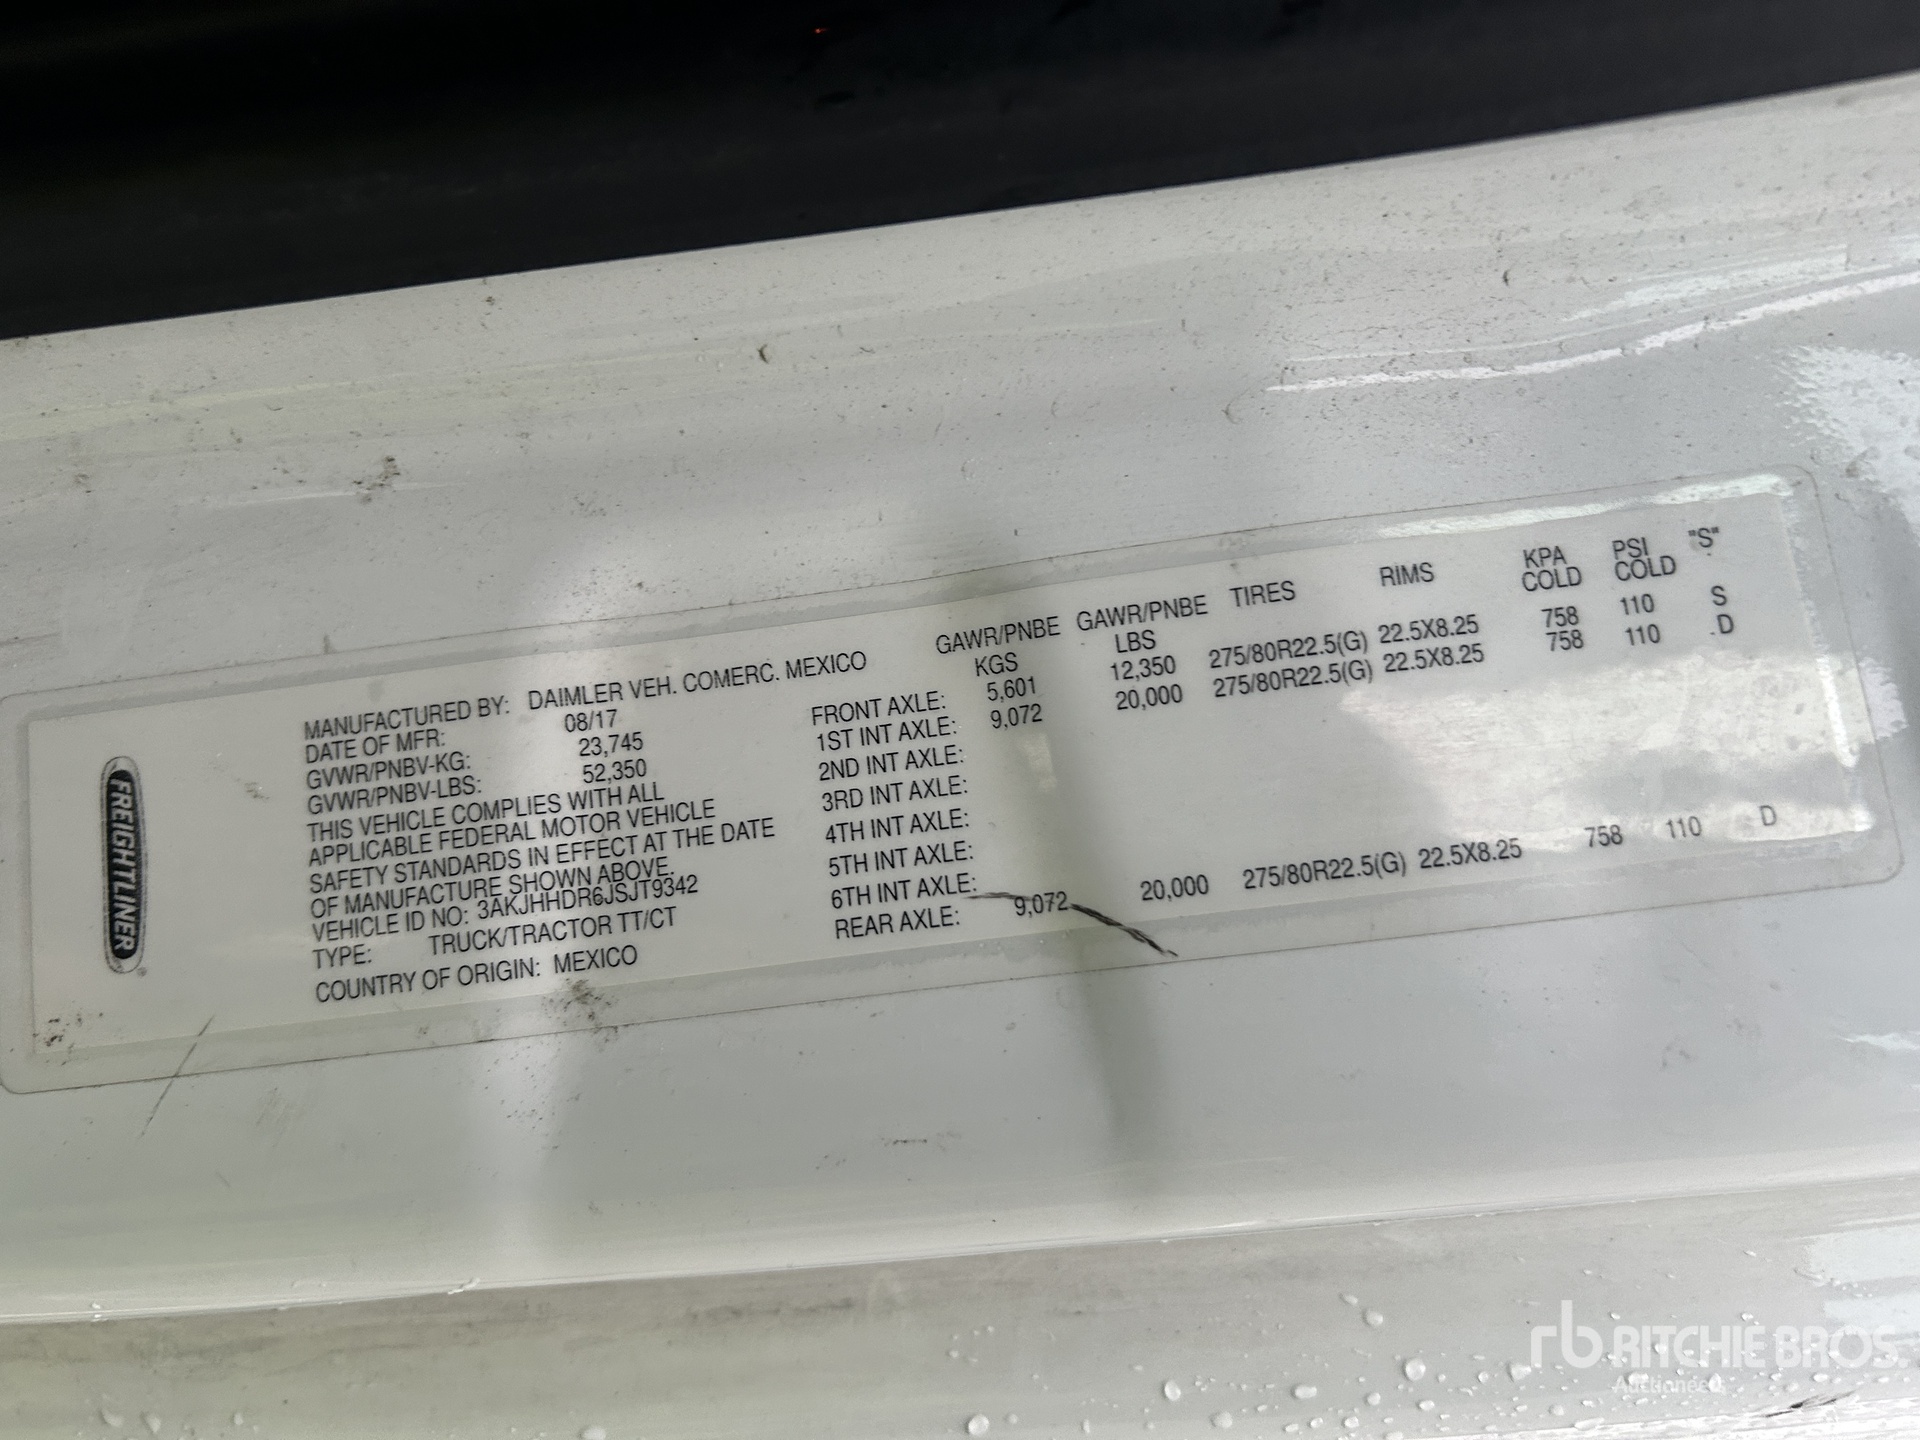 FREIGHTLINER
MANUFACTURED BY: DAIMLER VEH. COMERC. MEXICO
DATE OF MFR: 08/17
GVWR/PNBV-KG: 23,745
GVWR/PNBV-LBS: 52,350
THIS VEHICLE COMPLIES WITH ALL
APPLICABLE FEDERAL MOTOR VEHICLE
SAFETY STANDARDS IN EFFECT AT THE DATE
OF MANUFACTURE SHOWN ABOVE.
VEHICLE ID NO: 3AKJHHDR6JSJT9342
TYPE: TRUCK/TRACTOR TT/CT
COUNTRY OF ORIGIN: MEXICO
GAWR/PNBE GAWR/PNBE TIRES RIMS KPA PSI "S"
KGS LBS COLD COLD
FRONT AXLE: 5,601 12,350 275/80R22.5(G) 22.5X8.25 758 110 S
1ST INT AXLE: 9,072 20,000 275/80R22.5(G) 22.5X8.25 758 110 D
2ND INT AXLE:
3RD INT AXLE:
4TH INT AXLE:
5TH INT AXLE:
6TH INT AXLE:
REAR AXLE: 9,072 20,000 275/80R22.5(G) 22.5X8.25 758 110 D
rb RITCHIE BROS.
Auctioneers